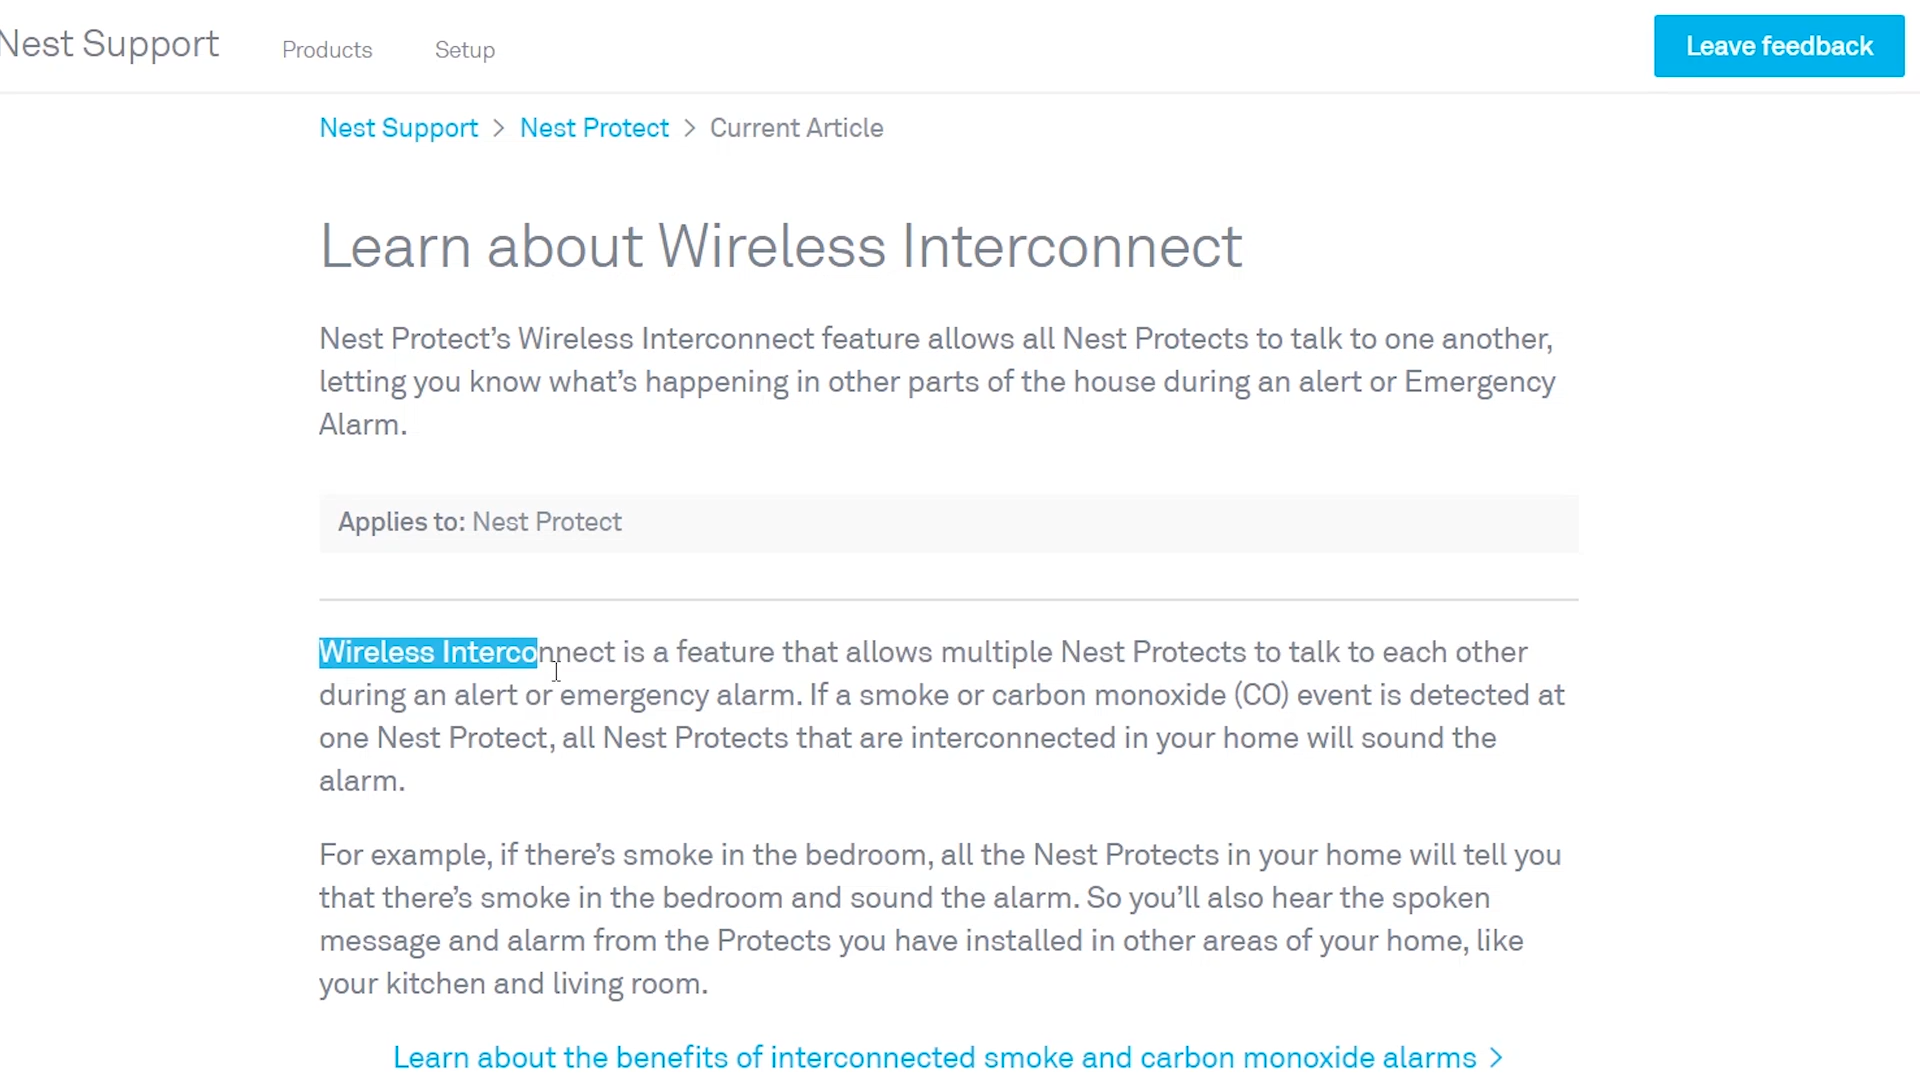 Nest Support
Products
Setup
Leave feedback
Nest Support > Nest Protect > Current Article
Learn about Wireless Interconnect
Nest Protect’s Wireless Interconnect feature allows all Nest Protects to talk to one another,
letting you know what’s happening in other parts of the house during an alert or Emergency
Alarm.
Applies to: Nest Protect
Wireless Interconnect is a feature that allows multiple Nest Protects to talk to each other
during an alert or emergency alarm. If a smoke or carbon monoxide (CO) event is detected at
one Nest Protect, all Nest Protects that are interconnected in your home will sound the
alarm.
For example, if there’s smoke in the bedroom, all the Nest Protects in your home will tell you
that there’s smoke in the bedroom and sound the alarm. So you’ll also hear the spoken
message and alarm from the Protects you have installed in other areas of your home, like
your kitchen and living room.
Learn about the benefits of interconnected smoke and carbon monoxide alarms >